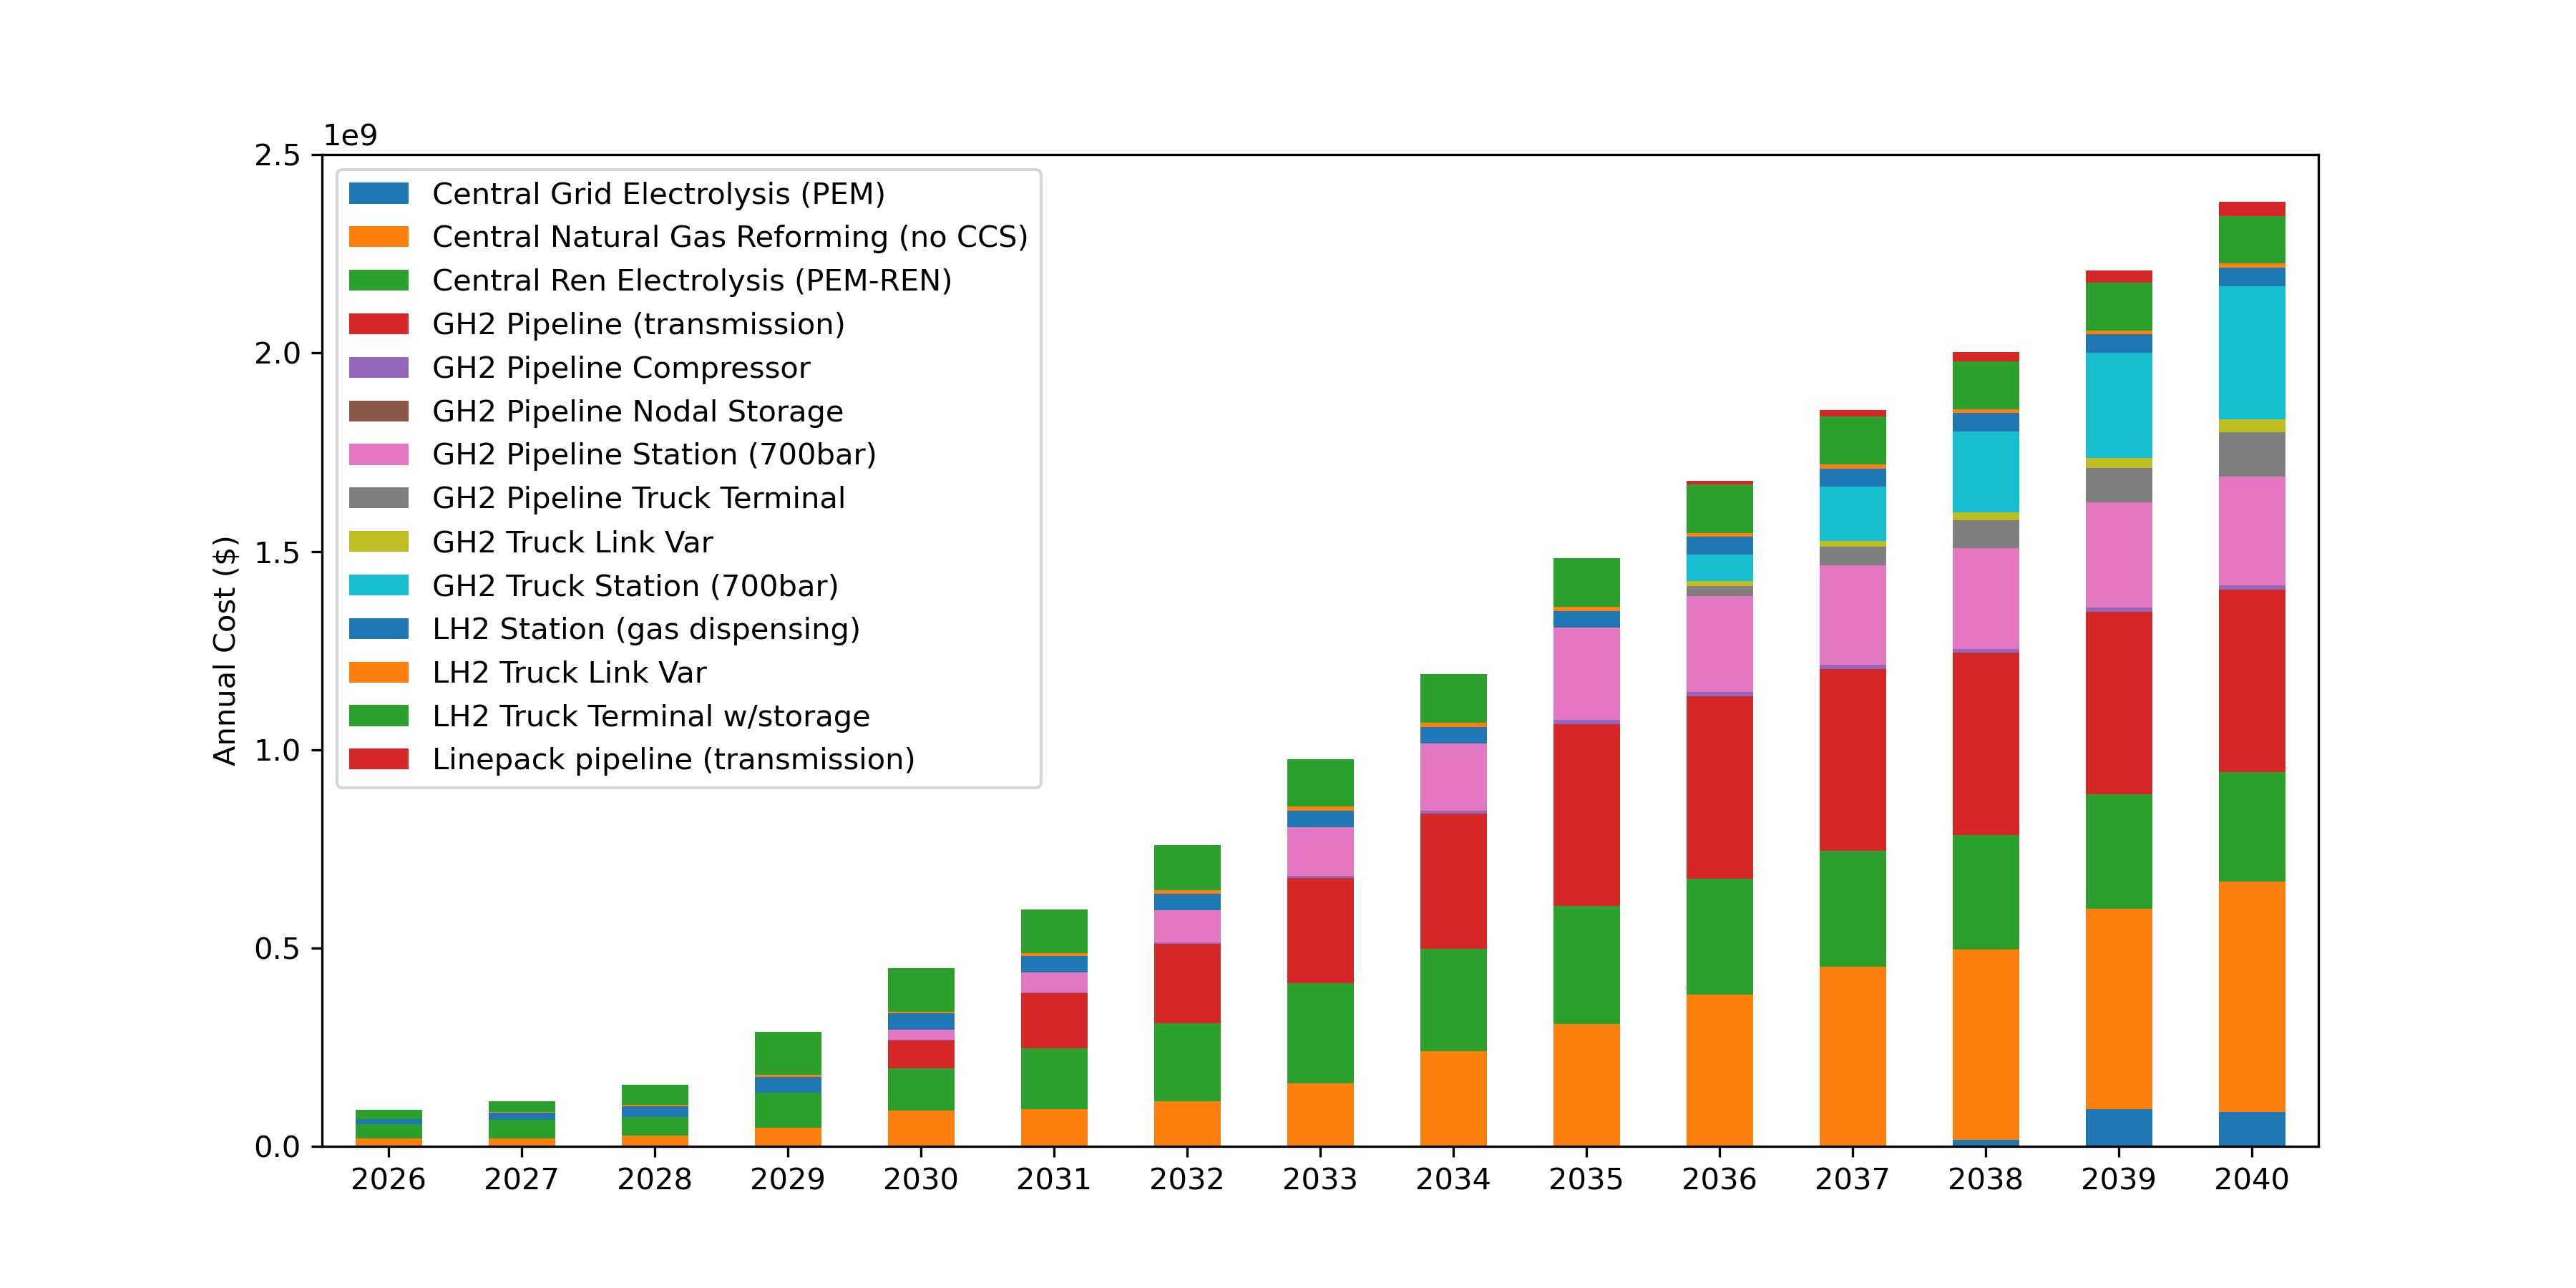 1e9
2.5
2.0
1.5
1.0
0.5
0.0
Annual Cost ($)
Central Grid Electrolysis (PEM)
Central Natural Gas Reforming (no CCS)
Central Ren Electrolysis (PEM-REN)
GH2 Pipeline (transmission)
GH2 Pipeline Compressor
GH2 Pipeline Nodal Storage
GH2 Pipeline Station (700bar)
GH2 Pipeline Truck Terminal
GH2 Truck Link Var
GH2 Truck Station (700bar)
LH2 Station (gas dispensing)
LH2 Truck Link Var
LH2 Truck Terminal w/storage
Linepack pipeline (transmission)
2026 2027 2028 2029 2030 2031 2032 2033 2034 2035 2036 2037 2038 2039 2040